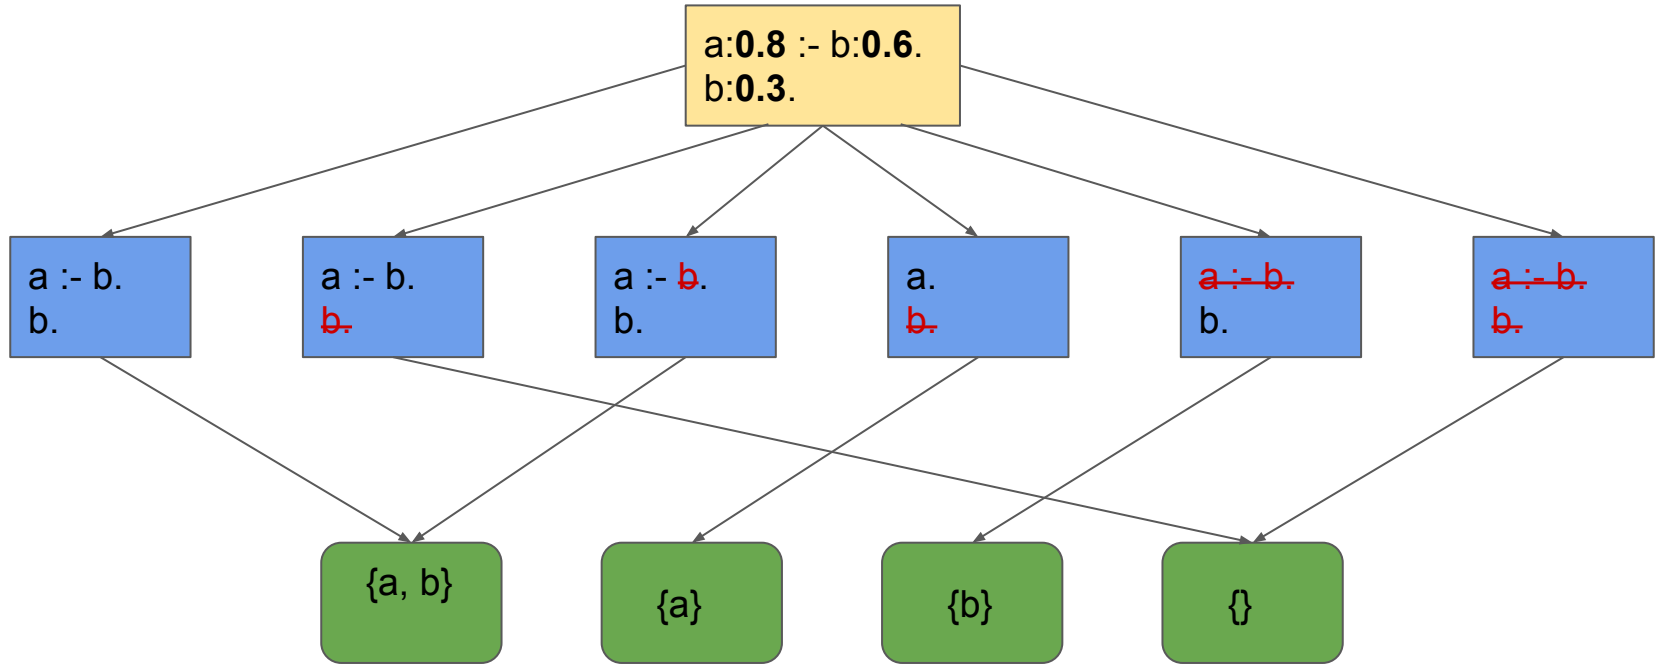 a:0.8 :- b:0.6.
b:0.3.
a :- b.
b.
a :- b.
b.
a :- b.
b.
a.
b.
a :- b.
b.
a :- b.
b.
{a, b}
{a}
{b}
{}